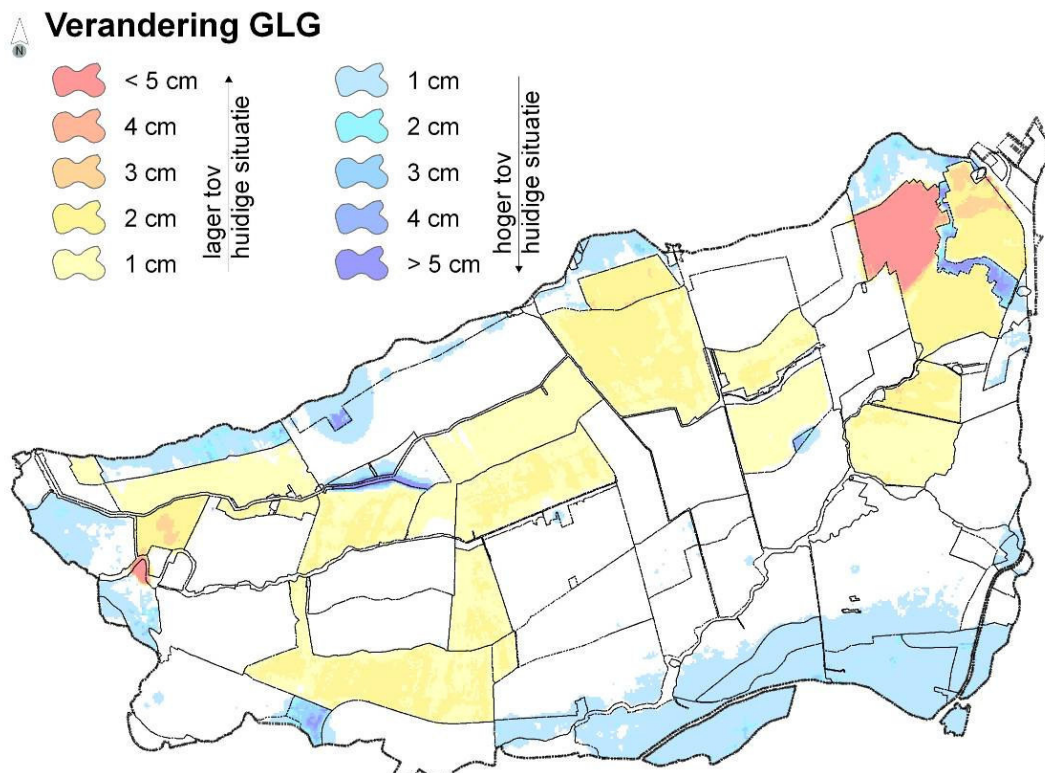 Verandering GLG
N
< 5 cm
4 cm
3 cm
2 cm
1 cm
lager tov
huidige situatie
1 cm
2 cm
3 cm
4 cm
> 5 cm
hoger tov
huidige situatie